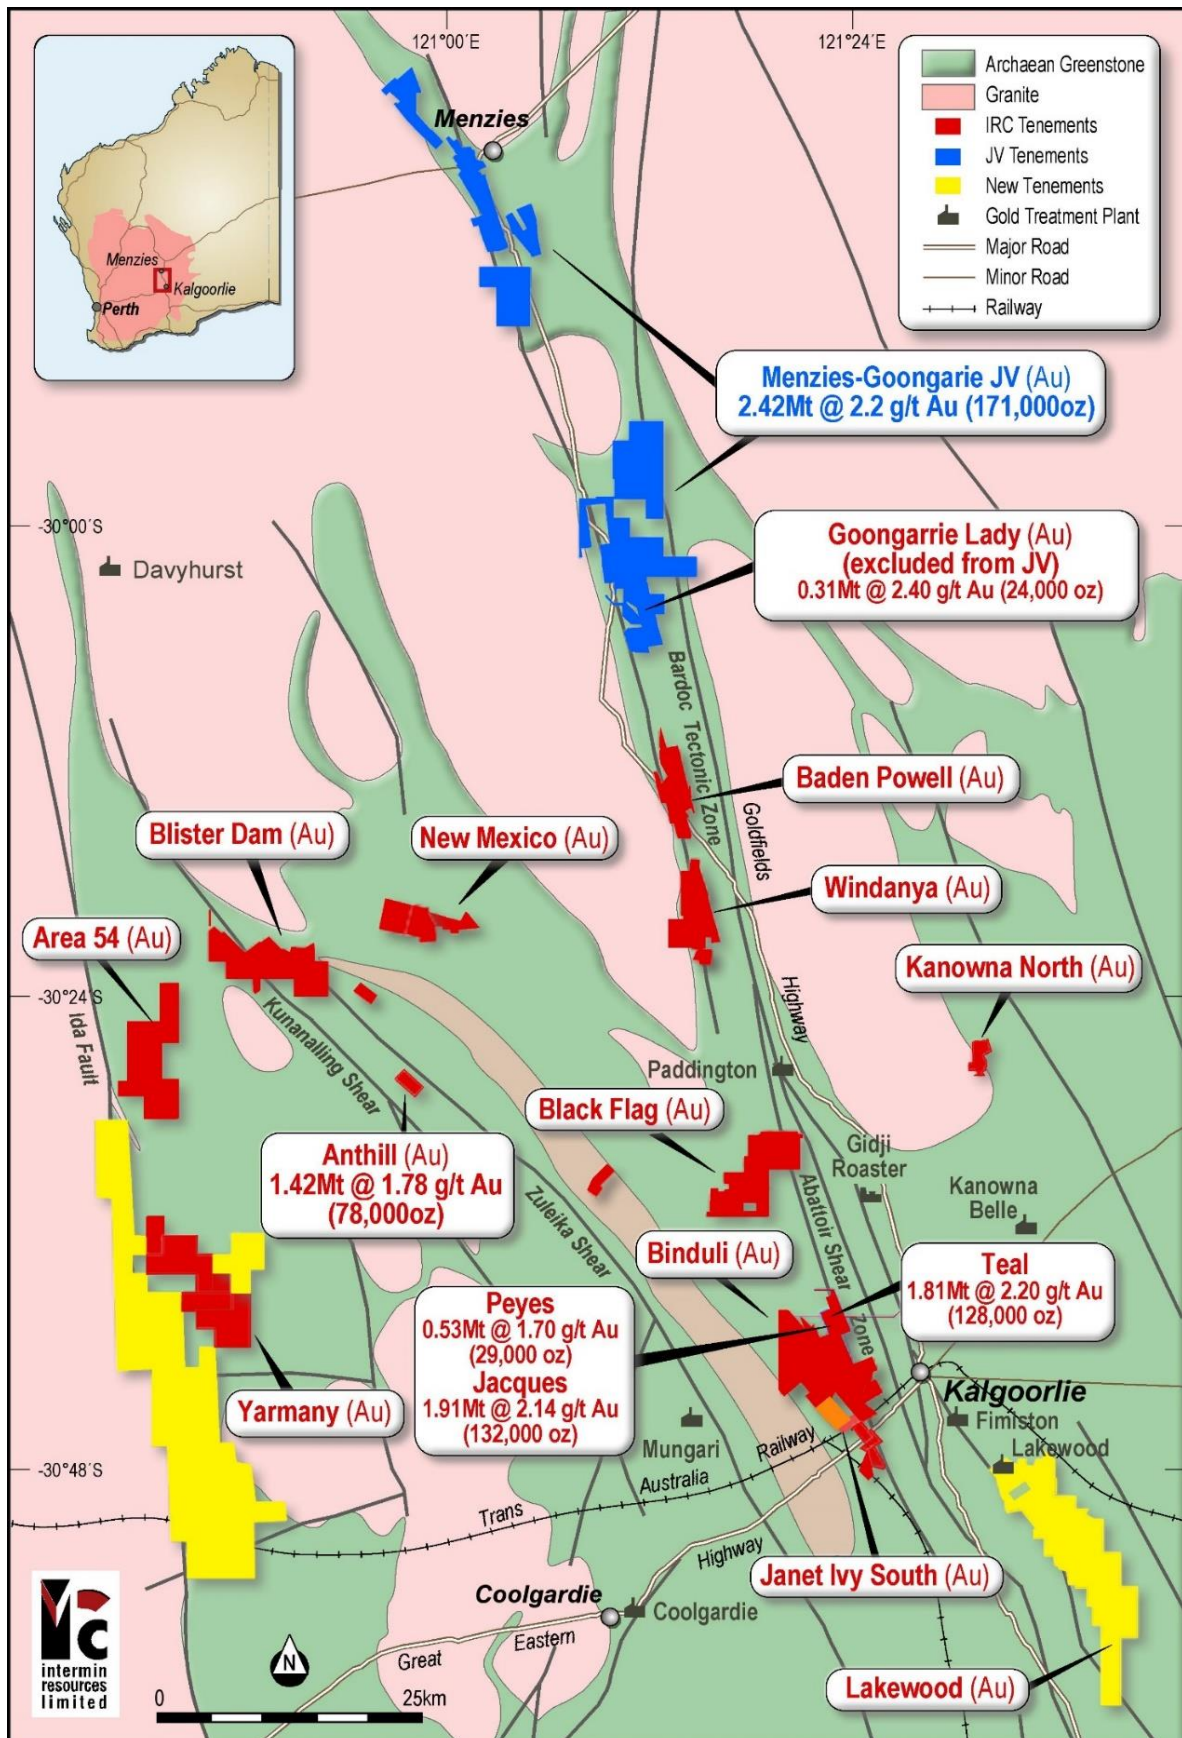 121°00´E
121°24´E
Archaean Greenstone
Granite
IRC Tenements
JV Tenements
New Tenements
Gold Treatment Plant
Major Road
Minor Road
Railway
Menzies
Kalgoorlie
Perth
Menzies
Menzies-Goongarie JV (Au)
2.42Mt @ 2.2 g/t Au (171,000oz)
-30°00´S
Davyhurst
Goongarrie Lady (Au)
(excluded from JV)
0.31Mt @ 2.40 g/t Au (24,000 oz)
Bardoc Tectonic Zone
Baden Powell (Au)
Goldfields
Highway
Blister Dam (Au)
New Mexico (Au)
Windanya (Au)
Area 54 (Au)
Kanowna North (Au)
-30°24´S
Ida Fault
Kunanalling Shear
Paddington
Black Flag (Au)
Anthill (Au)
1.42Mt @ 1.78 g/t Au
(78,000oz)
Zuleika Shear
Abattoir Shear
Zone
Gidji
Roaster
Kanowna
Belle
Binduli (Au)
Teal
1.81Mt @ 2.20 g/t Au
(128,000 oz)
Peyes
0.53Mt @ 1.70 g/t Au
(29,000 oz)
Jacques
1.91Mt @ 2.14 g/t Au
(132,000 oz)
Yarmany (Au)
Kalgoorlie
Fimiston
Lakewood
Mungari
-30°48´S
Trans
Australia
Railway
Highway
Janet Ivy South (Au)
Coolgardie
Coolgardie
Great
Eastern
Lakewood (Au)
intermin
resources
limited
N
0
25km